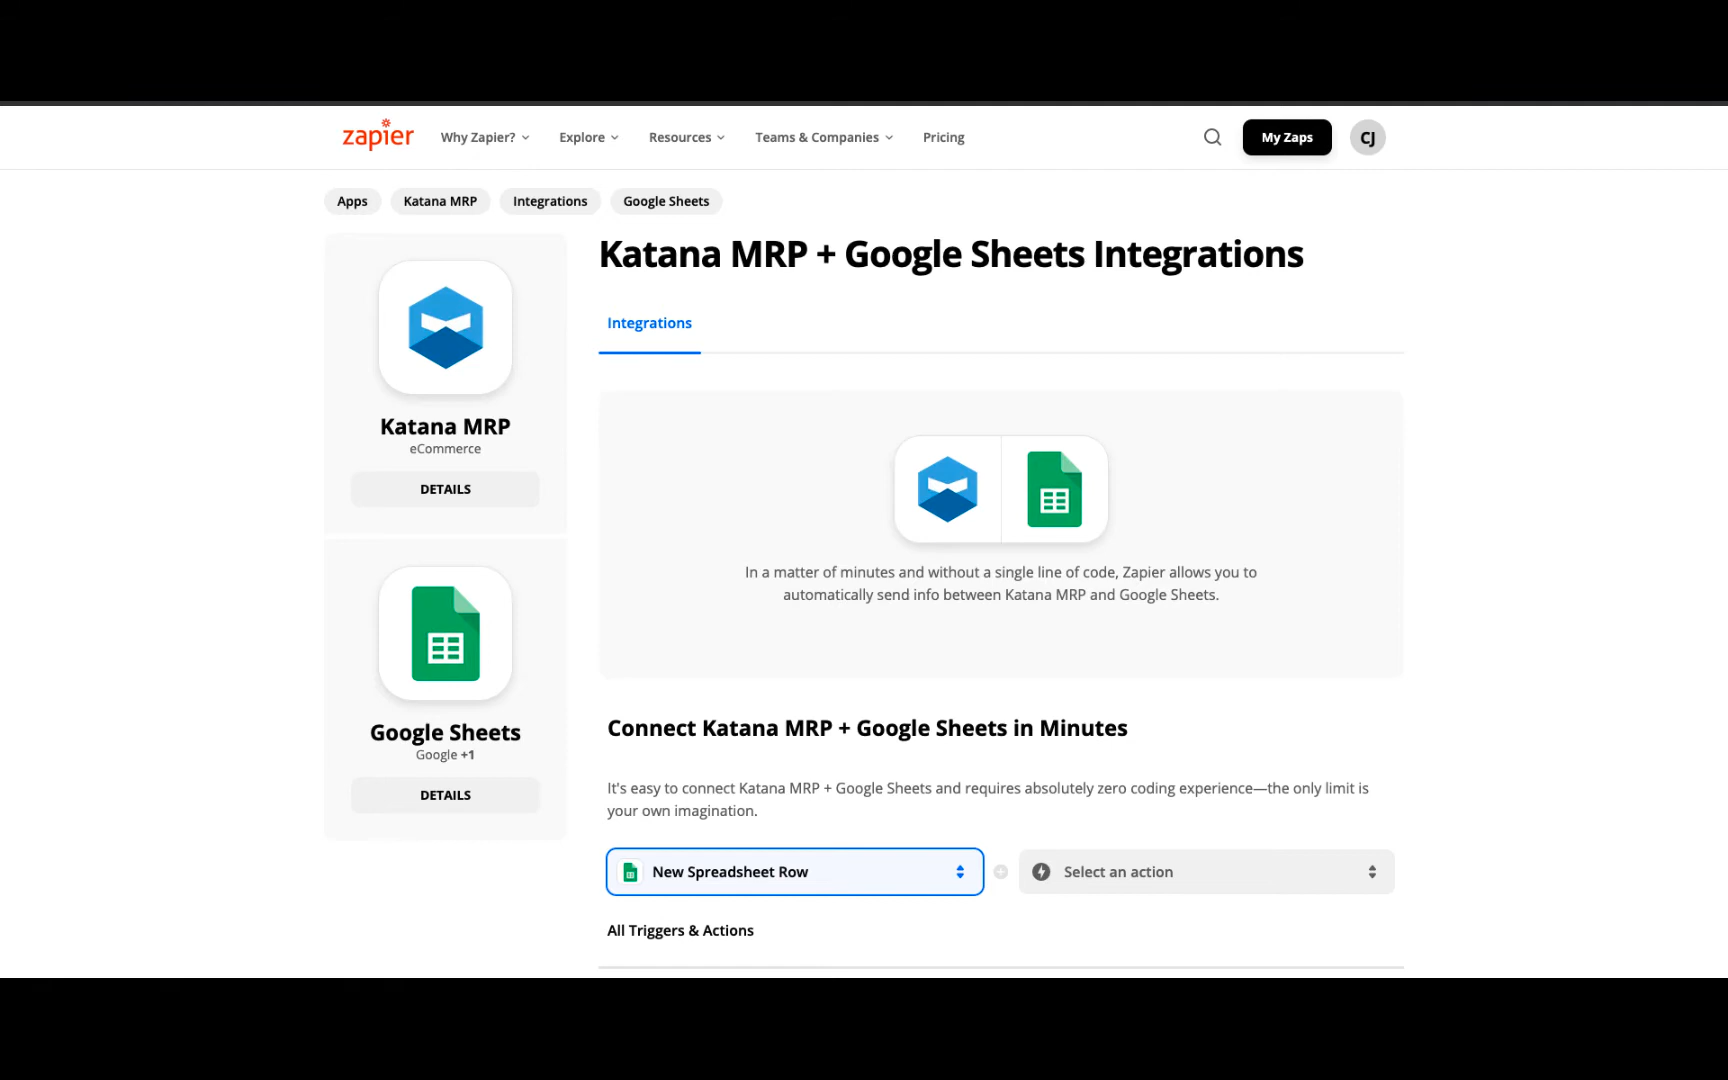 zapier
Why Zapier?
Explore
Resources
Teams & Companies
Pricing
My Zaps
CJ
Apps
Katana MRP
Integrations
Google Sheets
Katana MRP
eCommerce
DETAILS
Google Sheets
Google +1
DETAILS
Katana MRP + Google Sheets Integrations
Integrations
In a matter of minutes and without a single line of code, Zapier allows you to
automatically send info between Katana MRP and Google Sheets.
Connect Katana MRP + Google Sheets in Minutes
It's easy to connect Katana MRP + Google Sheets and requires absolutely zero coding experience—the only limit is
your own imagination.
New Spreadsheet Row
Select an action
All Triggers & Actions